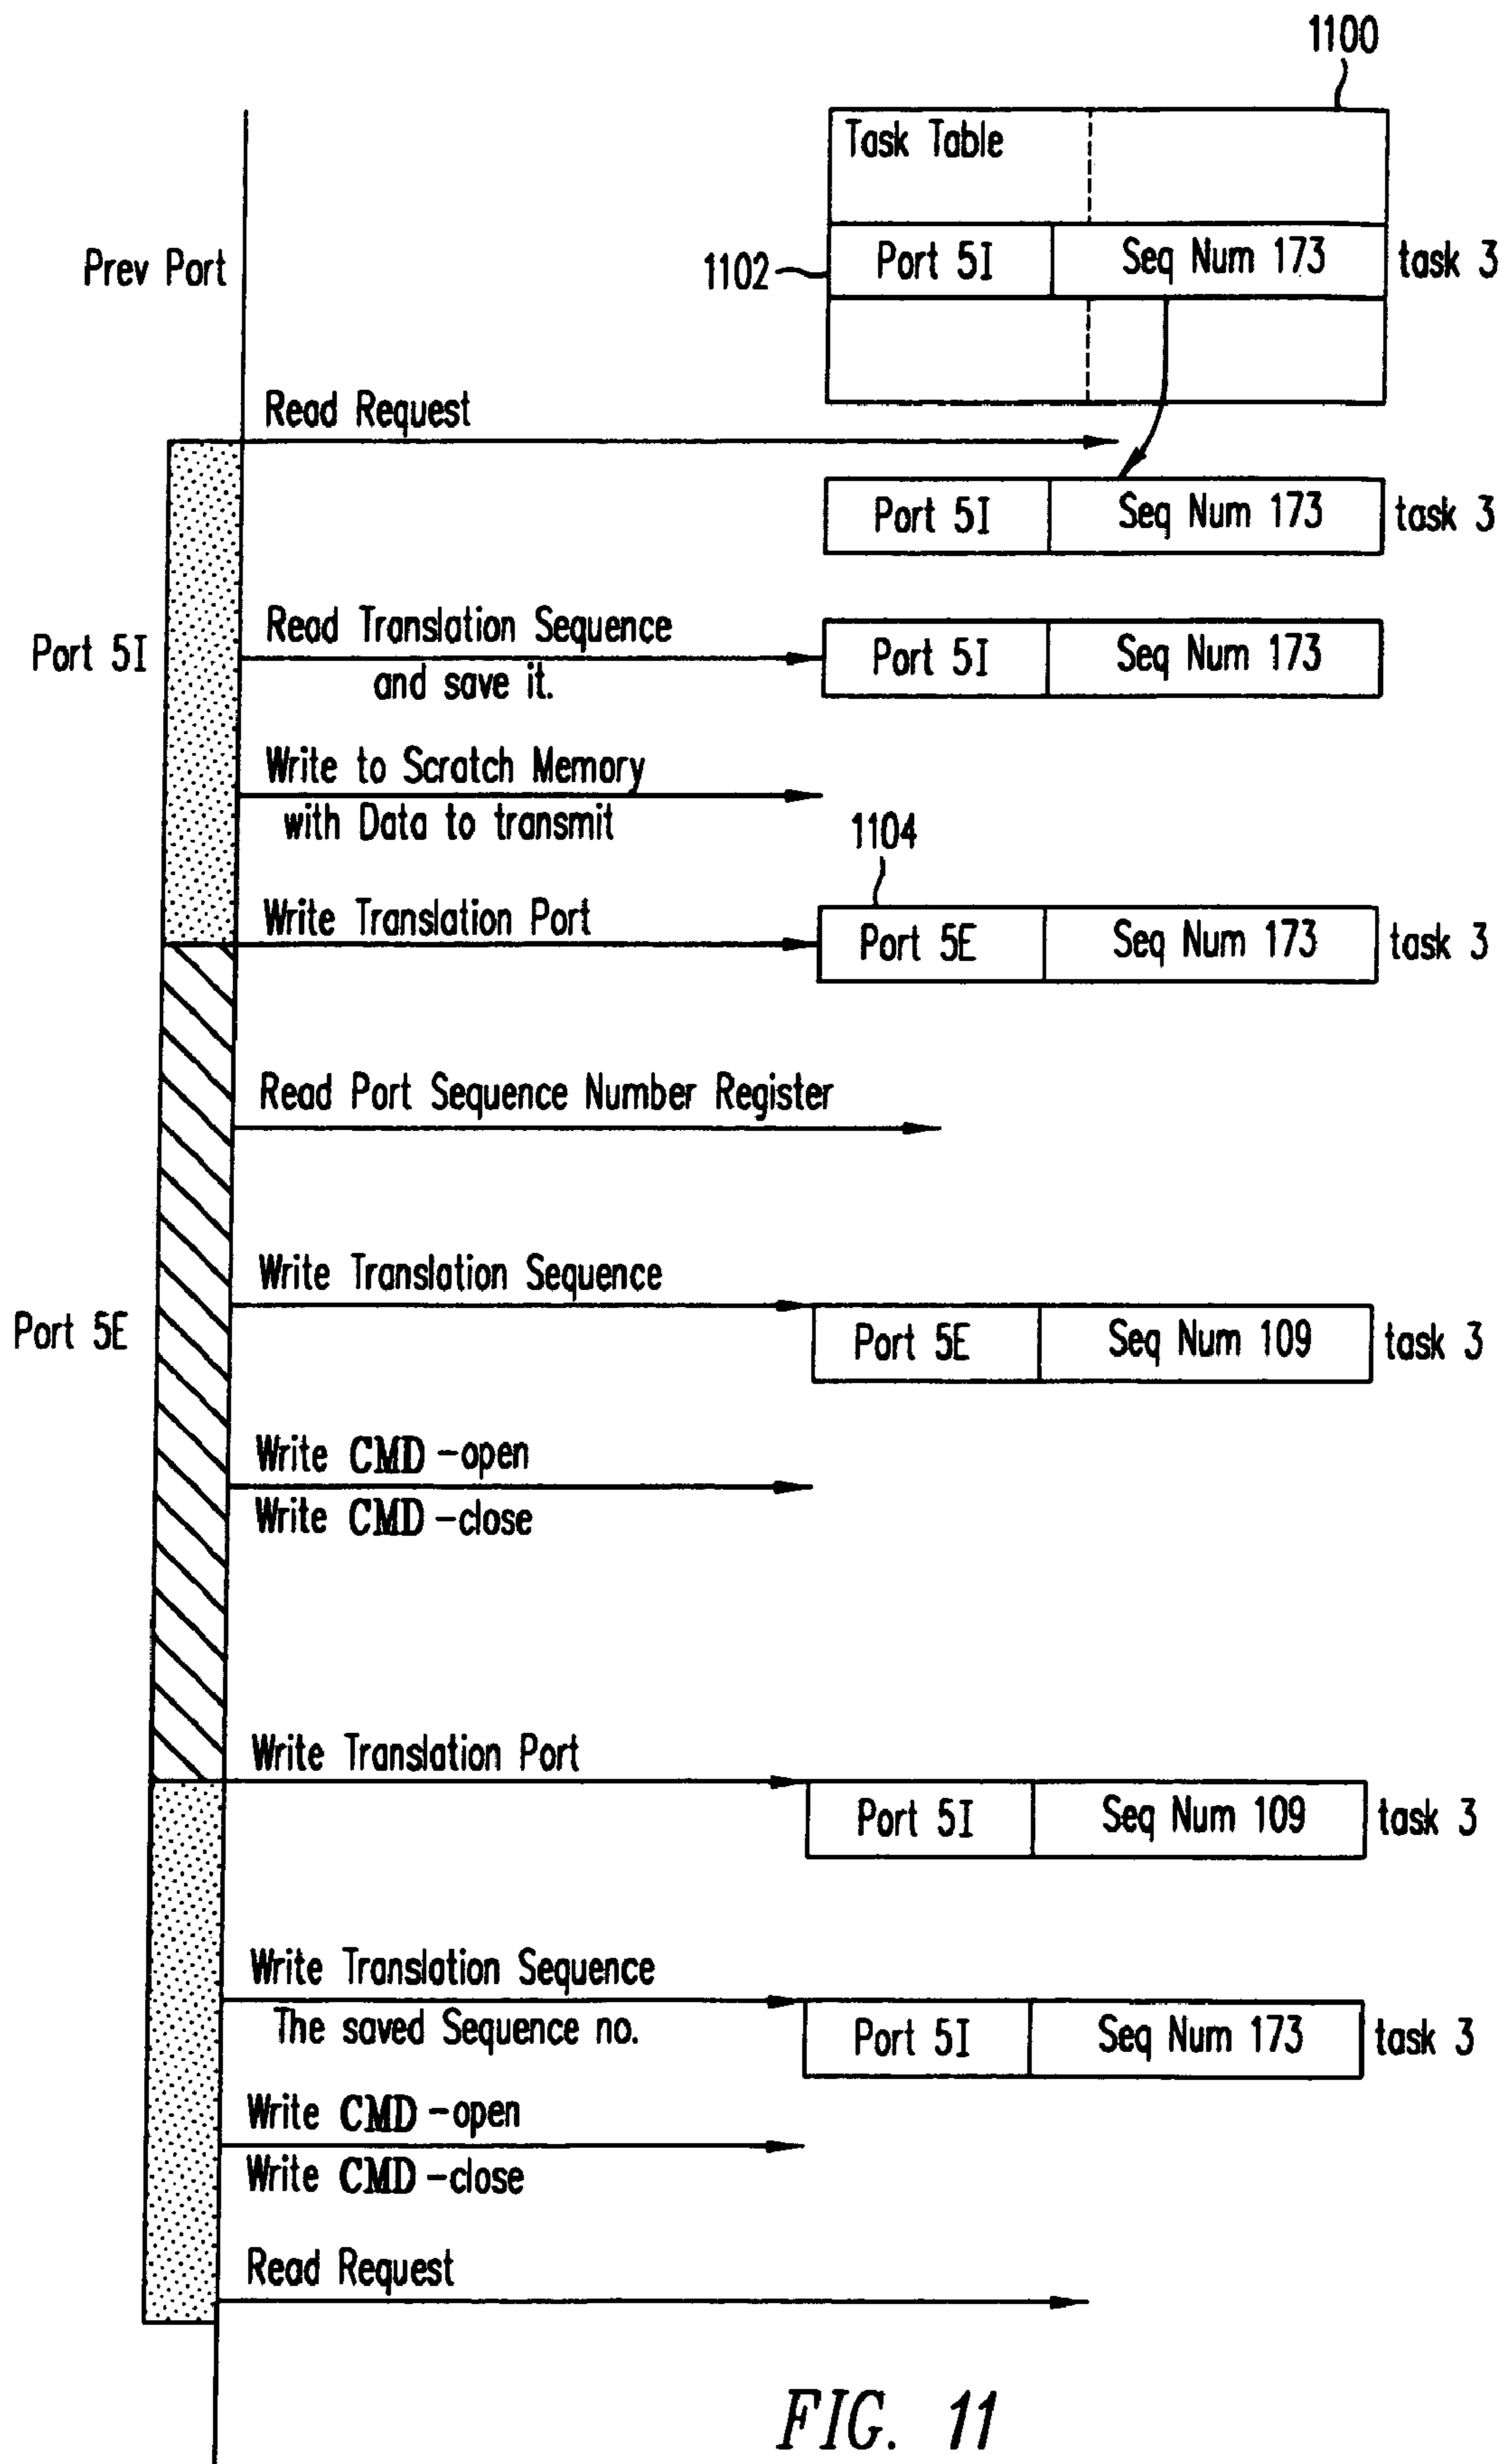 1100
Task Table
Prev Port
1102
Port 5I
Seq Num 173
task 3
Read Request
Port 5I
Seq Num 173
task 3
Port 5I
Read Translation Sequence
and save it.
Port 5I
Seq Num 173
Write to Scratch Memory
with Data to transmit
1104
Write Translation Port
Port 5E
Seq Num 173
task 3
Read Port Sequence Number Register
Write Translation Sequence
Port 5E
Port 5E
Seq Num 109
task 3
Write CMD-open
Write CMD-close
Write Translation Port
Port 5I
Seq Num 109
task 3
Write Translation Sequence
The saved Sequence no.
Port 5I
Seq Num 173
task 3
Write CMD-open
Write CMD-close
Read Request
FIG. 11